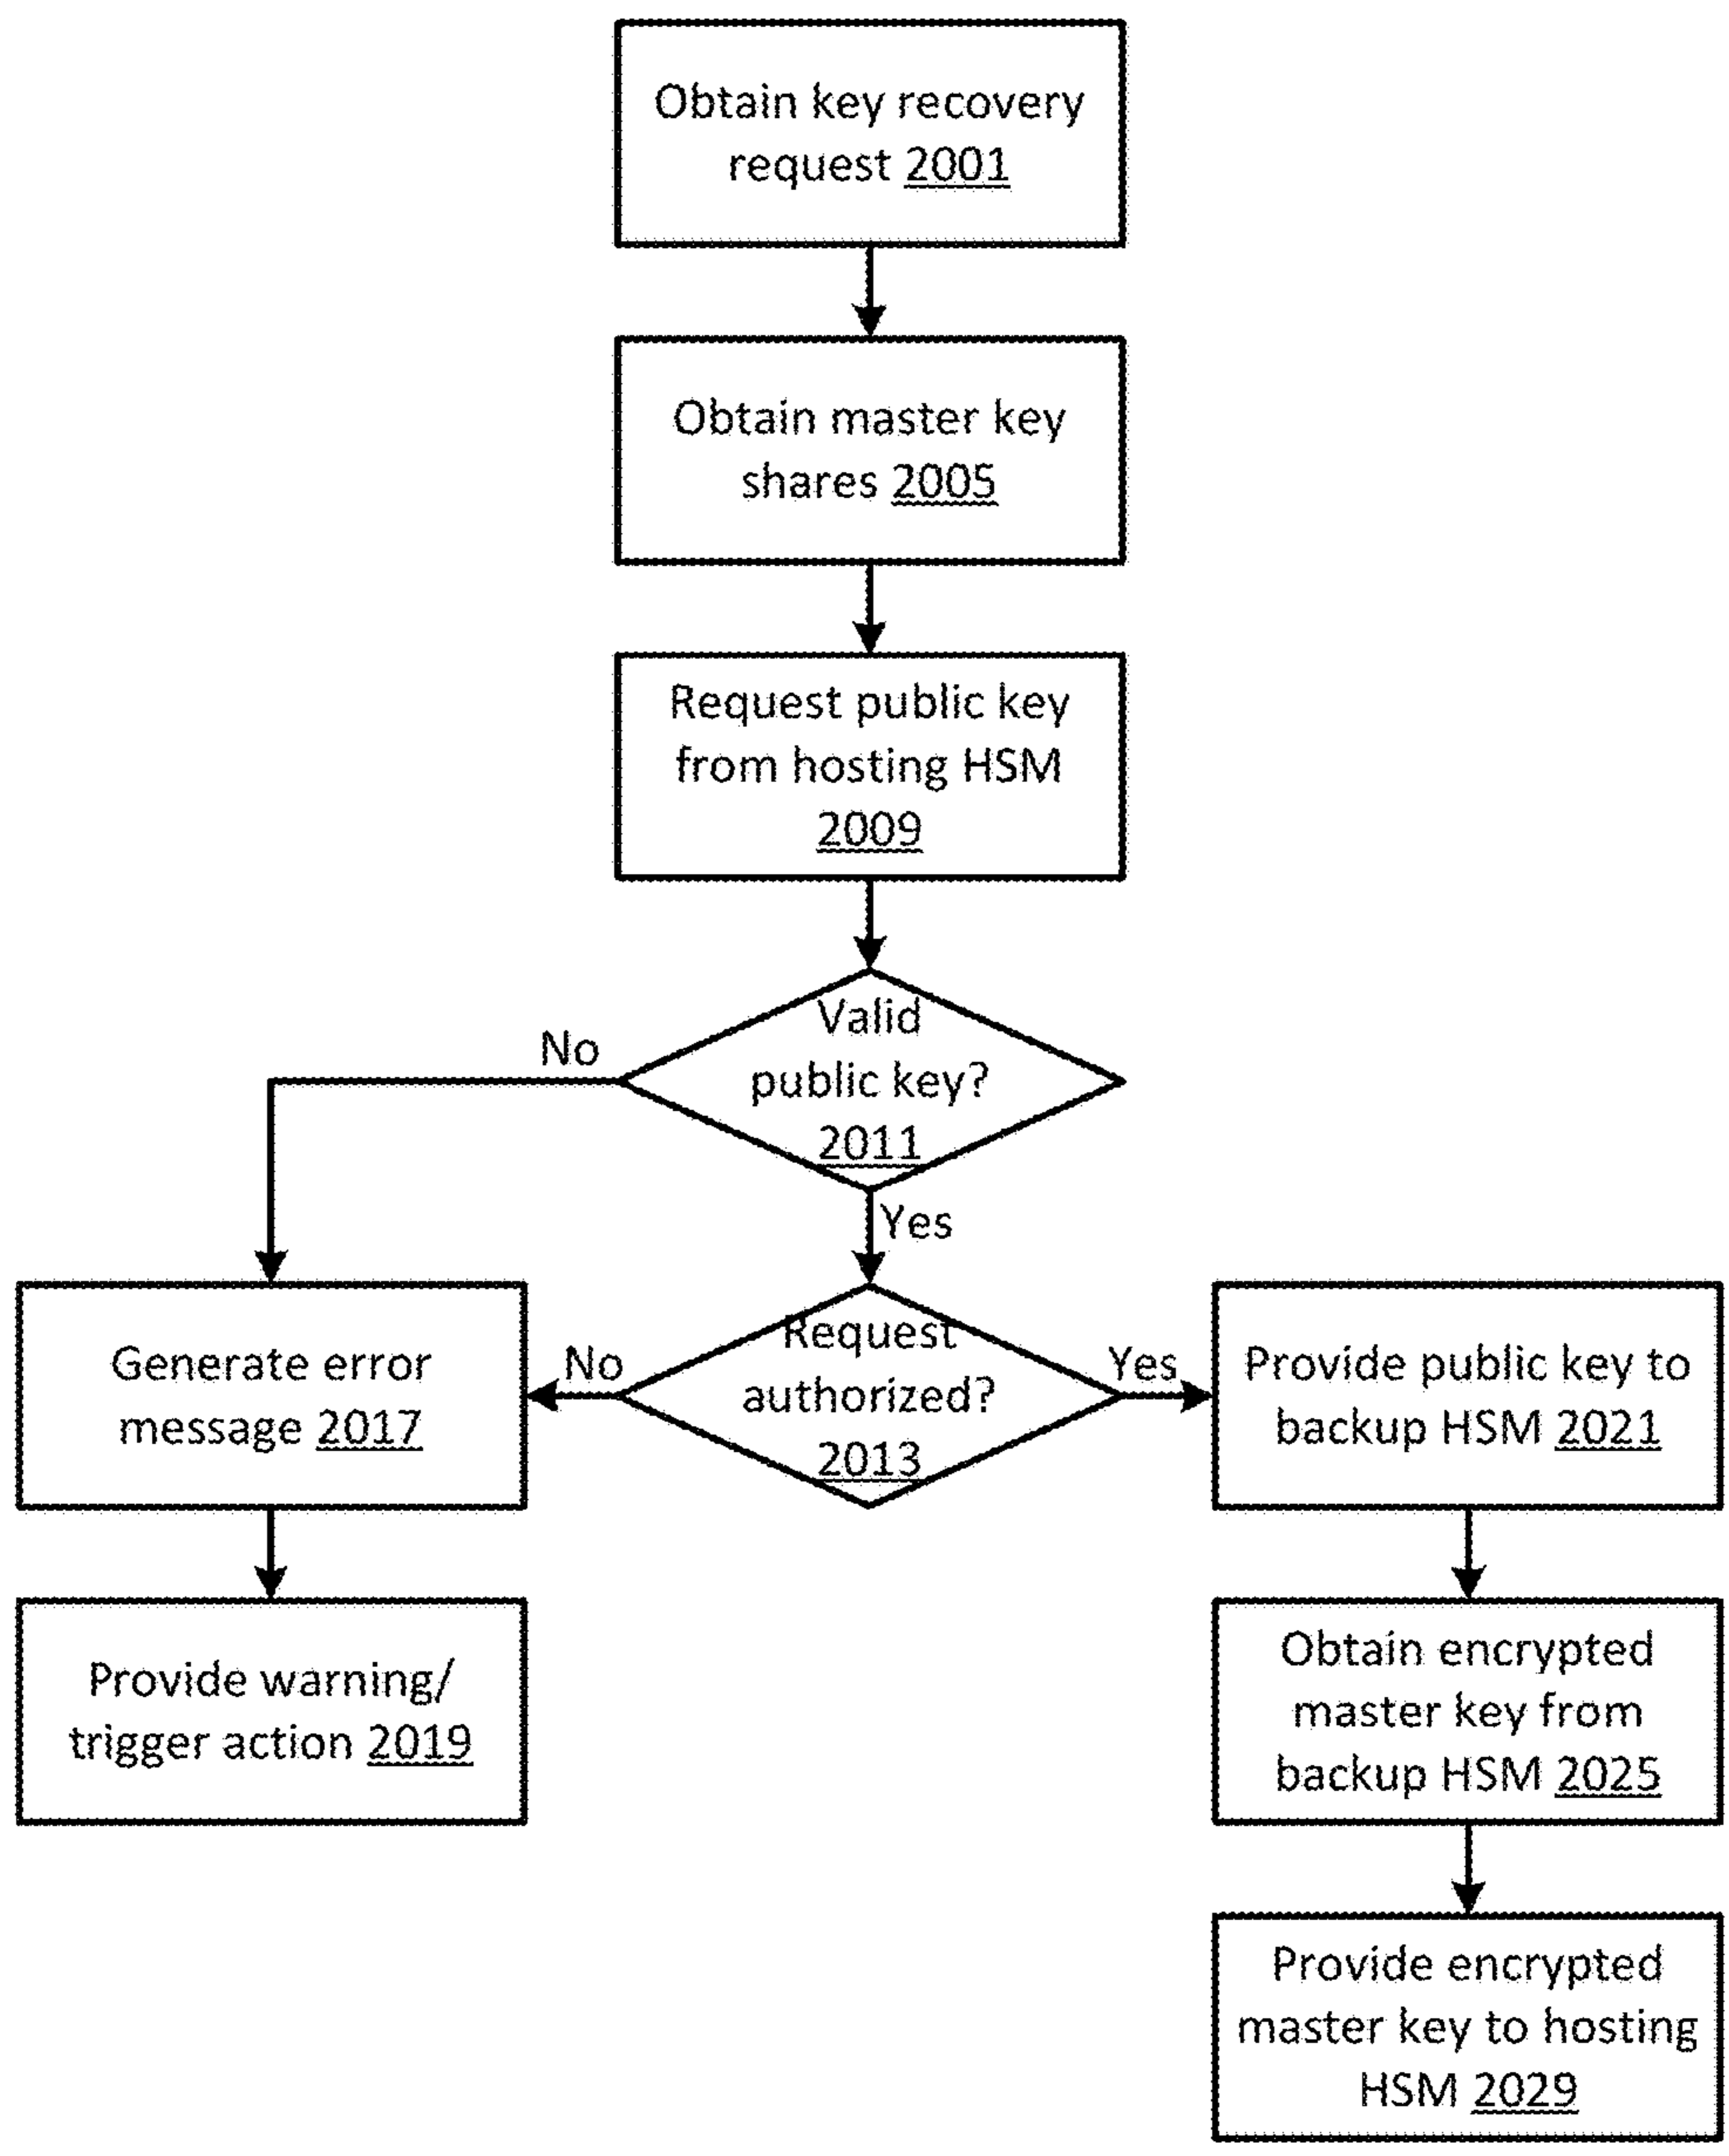 Obtain key recovery
request 2001
Obtain master key
shares 2005
Request public key
from hosting HSM
2009
Valid
public key?
2011
No
Yes
Request
authorized?
2013
No
Yes
Generate error
message 2017
Provide warning/
trigger action 2019
Provide public key to
backup HSM 2021
Obtain encrypted
master key from
backup HSM 2025
Provide encrypted
master key to hosting
HSM 2029